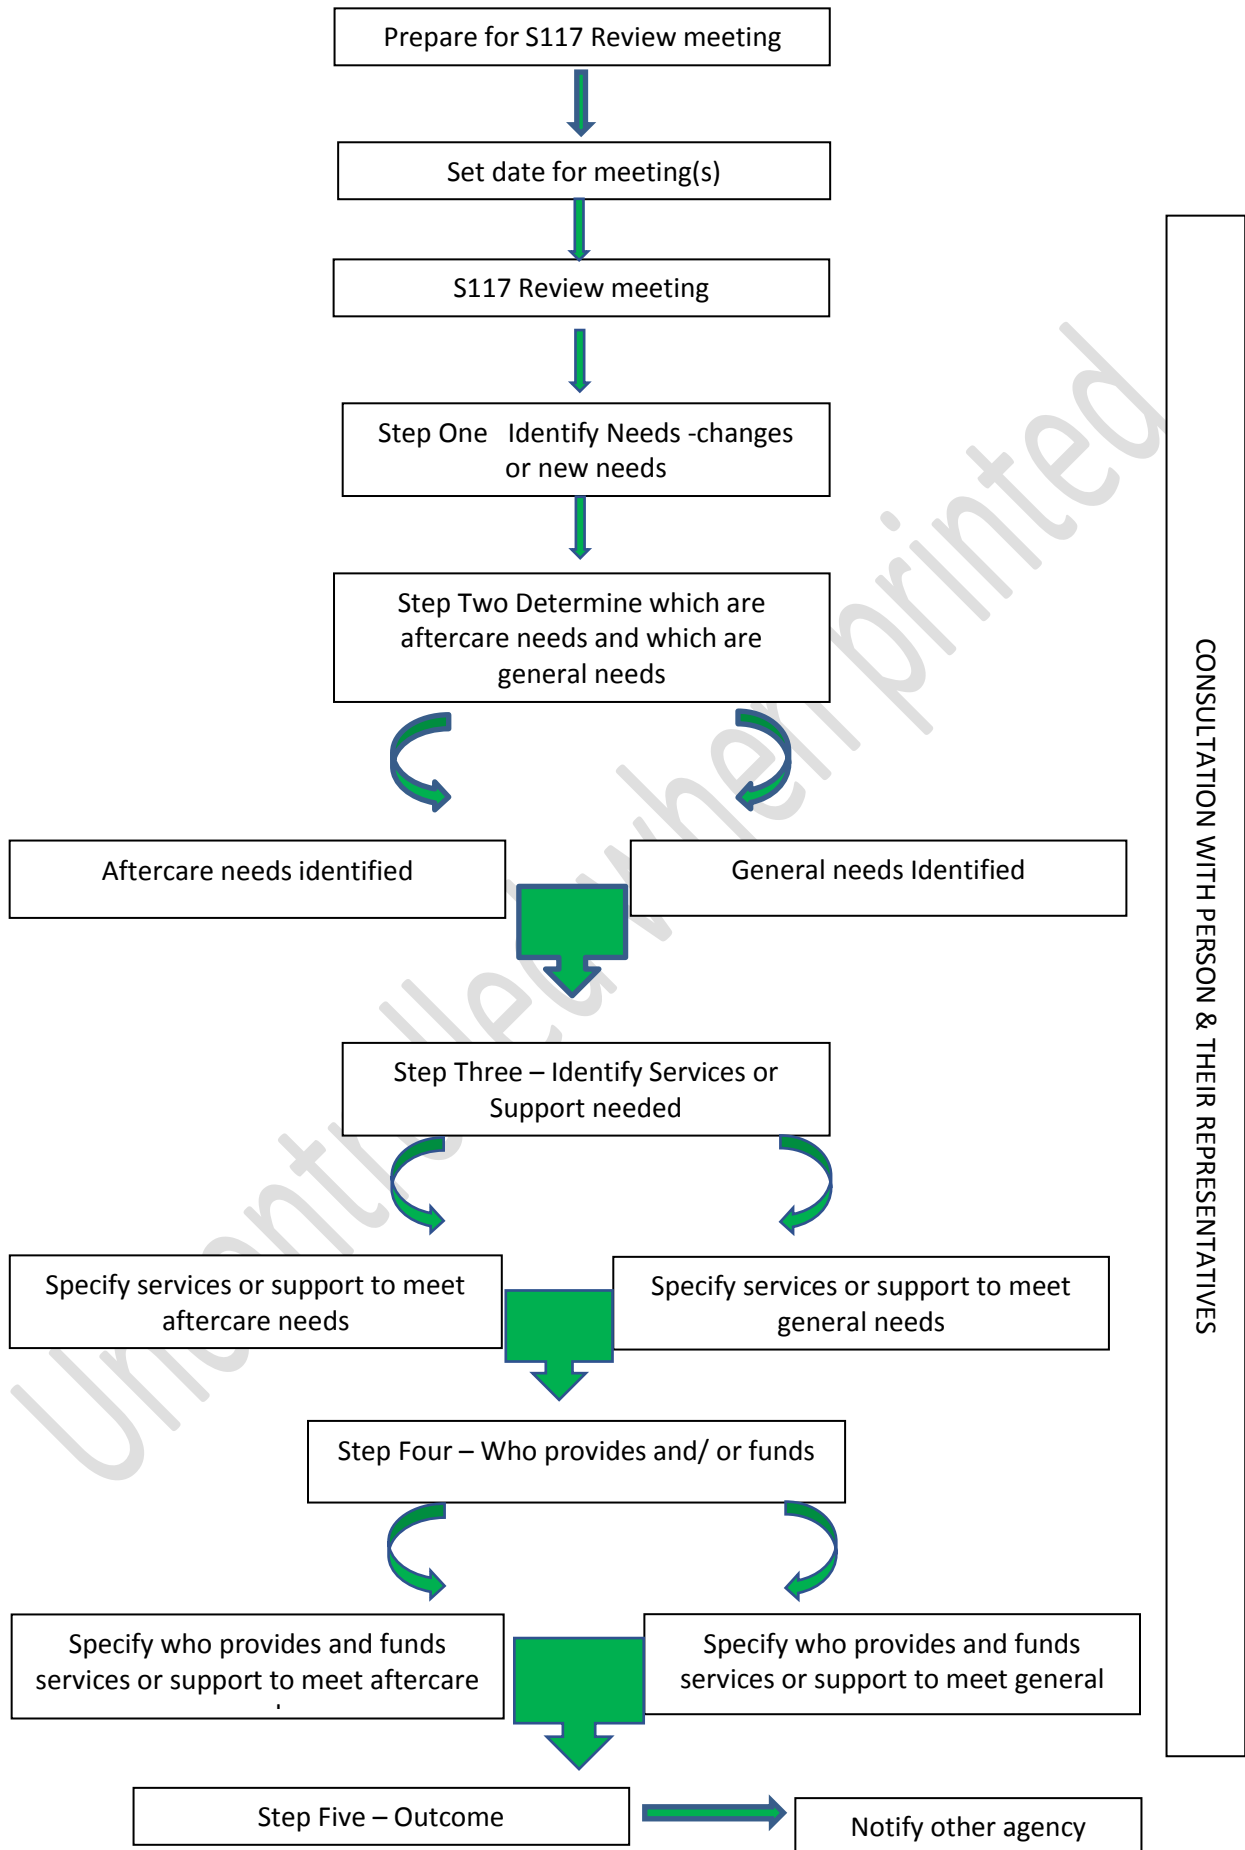 Prepare for S117 Review meeting
Set date for meeting(s)
S117 Review meeting
Step One   Identify Needs -changes
or new needs
Step Two Determine which are
aftercare needs and which are
general needs
Aftercare needs identified
General needs Identified
Step Three – Identify Services or
Support needed
Specify services or support to meet
aftercare needs
Specify services or support to meet
general needs
Step Four – Who provides and/ or funds
Specify who provides and funds
services or support to meet aftercare
Specify who provides and funds
services or support to meet general
Step Five – Outcome
Notify other agency
CONSULTATION WITH PERSON & THEIR REPRESENTATIVES
Uncontrolled when printed